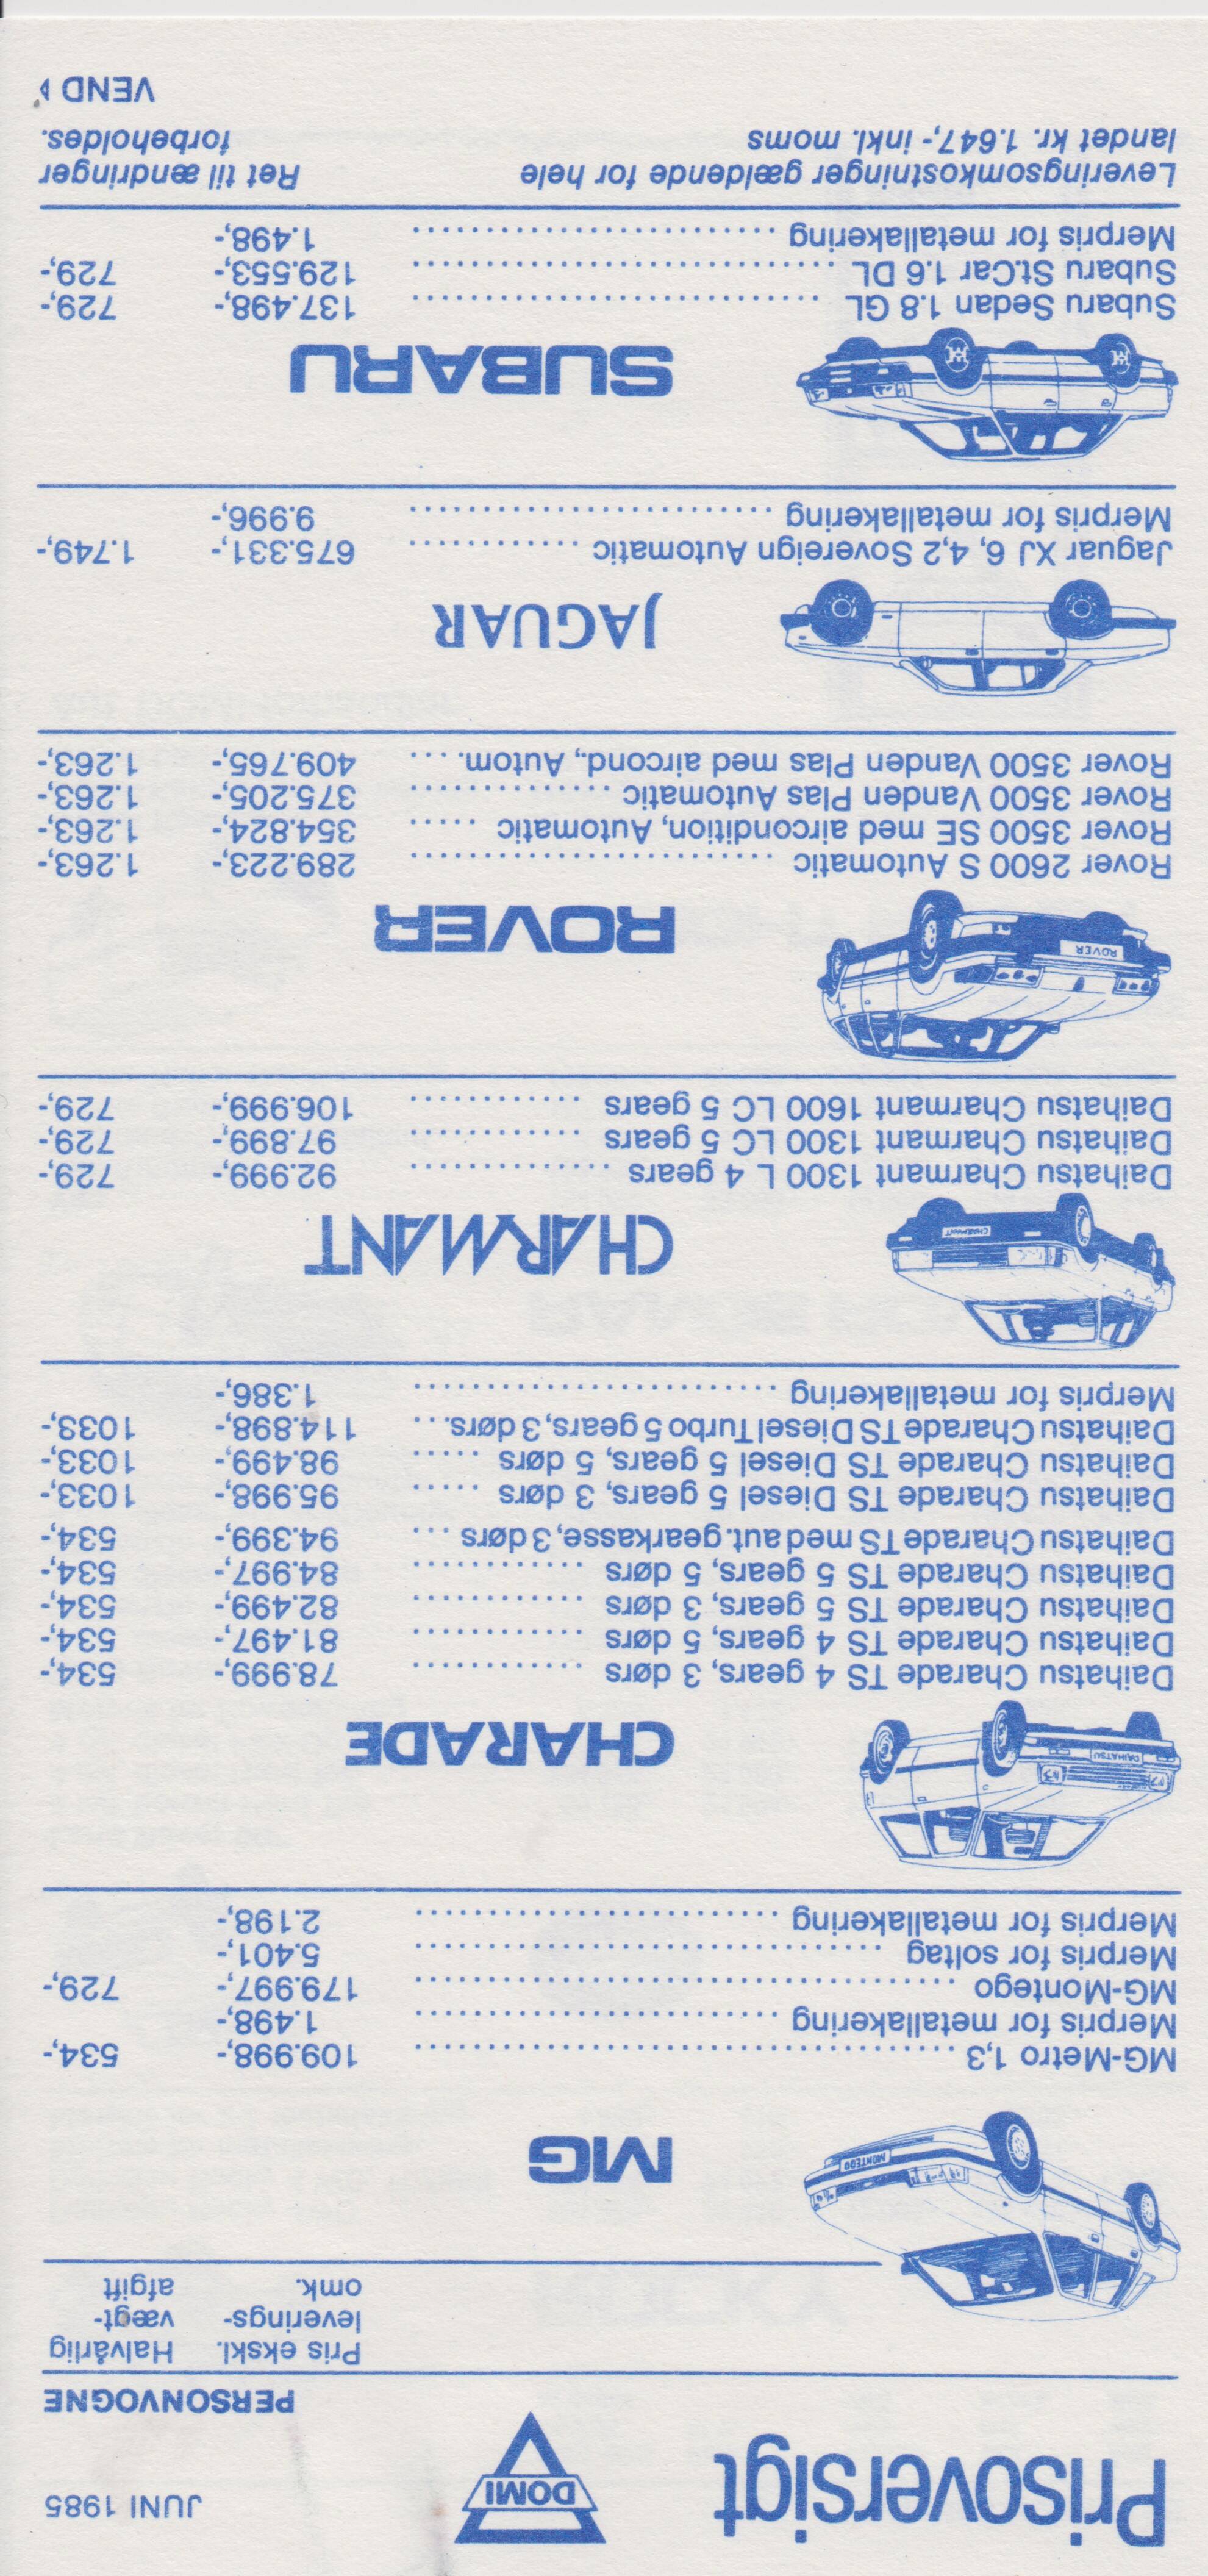 Prisoversigt
DOMI
JUNI 1985
PERSONVOGNE
Pris ekskl. Halvårlig
leverings- vægt-
omk. afgift
MONTEGO
MG
MG-Metro 1,3 ........ 109.998,- 534,-
Merpris for metallakering ........ 1.498,-
MG-Montego ........ 179.997,- 729,-
Merpris for soltag ........ 5.401,-
Merpris for metallakering ........ 2.198,-
DAIHATSU
CHARADE
Daihatsu Charade TS 4 gears, 3 dørs ........ 78.999,- 534,-
Daihatsu Charade TS 4 gears, 5 dørs ........ 81.497,- 534,-
Daihatsu Charade TS 5 gears, 3 dørs ........ 82.499,- 534,-
Daihatsu Charade TS 5 gears, 5 dørs ........ 84.997,- 534,-
Daihatsu Charade TS med aut. gearkasse, 3 dørs ... 94.399,- 534,-
Daihatsu Charade TS Diesel 5 gears, 3 dørs ..... 95.998,- 1033,-
Daihatsu Charade TS Diesel 5 gears, 5 dørs ..... 98.499,- 1033,-
Daihatsu Charade TS Diesel Turbo 5 gears, 3 dørs... 114.898,- 1033,-
Merpris for metallakering ........ 1.386,-
CHARMANT
CHARMANT
Daihatsu Charmant 1300 L 4 gears ........ 92.999,- 729,-
Daihatsu Charmant 1300 LC 5 gears ........ 97.899,- 729,-
Daihatsu Charmant 1600 LC 5 gears ........ 106.999,- 729,-
ROVER
ROVER
Rover 2600 S Automatic ........ 289.223,- 1.263,-
Rover 3500 SE med aircondition, Automatic ..... 354.824,- 1.263,-
Rover 3500 Vanden Plas Automatic ........ 375.205,- 1.263,-
Rover 3500 Vanden Plas med aircond., Autom. ... 409.765,- 1.263,-
JAGUAR
Jaguar XJ 6, 4,2 Sovereign Automatic ........ 675.331,- 1.749,-
Merpris for metallakering ........ 9.996,-
SUBARU
Subaru Sedan 1.8 GL ........ 137.498,- 729,-
Subaru St.Car 1.6 DL ........ 129.553,- 729,-
Merpris for metallakering ........ 1.498,-
Leveringsomkostninger gældende for hele Ret til ændringer
landet kr. 1.647,- inkl. moms forbeholdes.
VEND